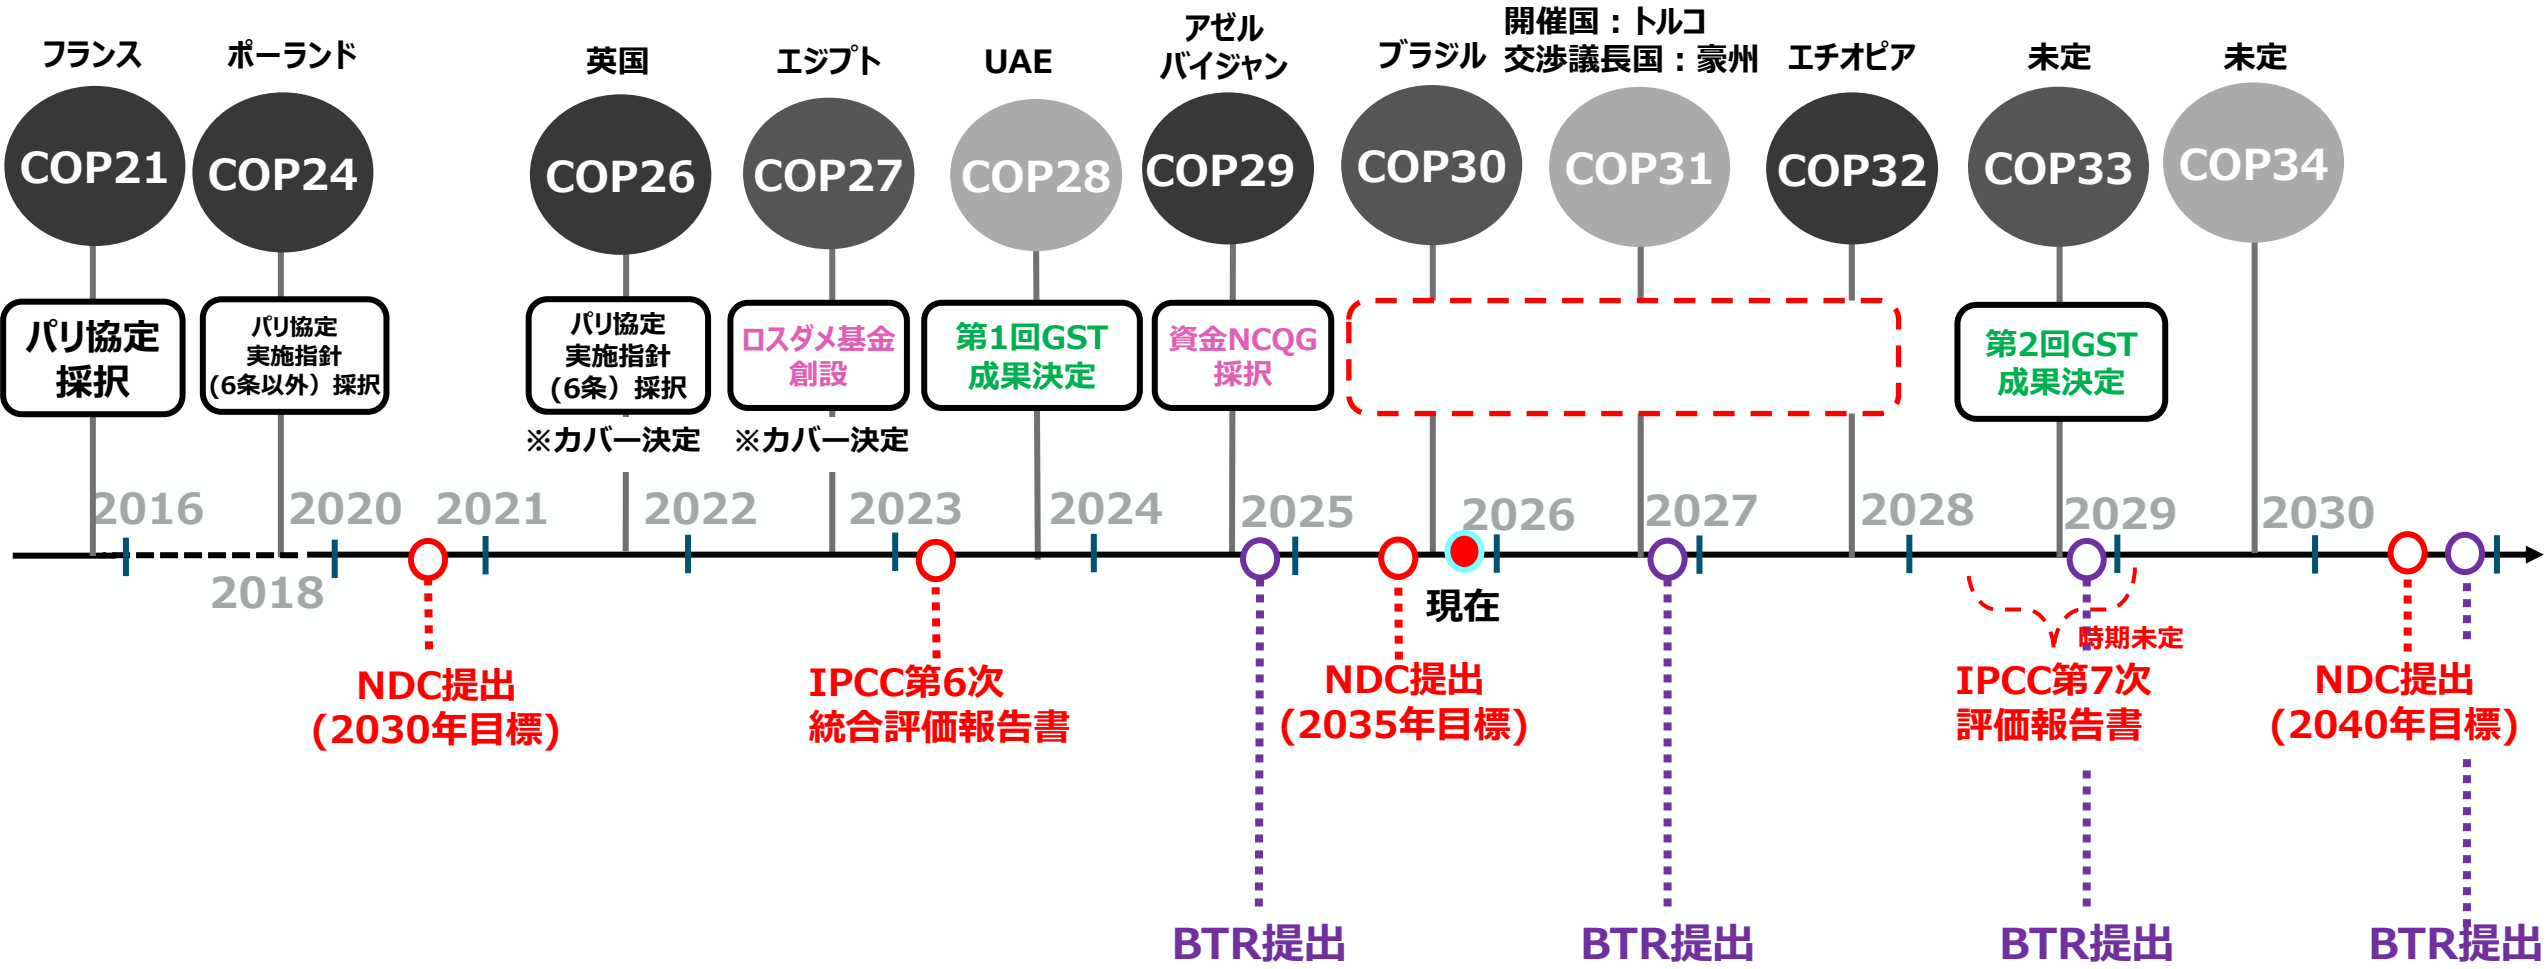 フランス
ポーランド
英国
エジプト
UAE
アゼル
バイジャン
ブラジル
開催国：トルコ
交渉議長国：豪州
エチオピア
未定
未定
COP21
COP24
COP26
COP27
COP28
COP29
COP30
COP31
COP32
COP33
COP34
パリ協定
採択
パリ協定
実施指針
(6条以外）採択
パリ協定
実施指針
(6条）採択
※カバー決定
ロスダメ基金
創設
※カバー決定
第1回GST
成果決定
資金NCQG
採択
第2回GST
成果決定
2016
2018
2020
2021
2022
2023
2024
2025
2026
2027
2028
2029
2030
現在
時期未定
NDC提出
(2030年目標)
IPCC第6次
統合評価報告書
NDC提出
(2035年目標)
IPCC第7次
評価報告書
NDC提出
(2040年目標)
BTR提出
BTR提出
BTR提出
BTR提出